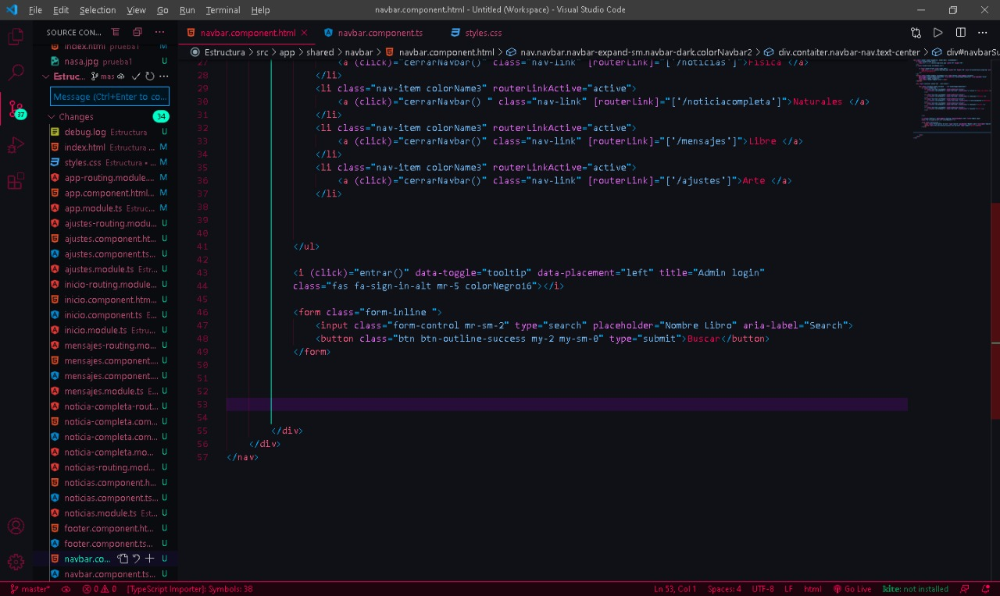 File Edit Selection View Go Run Terminal Help
navbar.component.html - Untitled (Workspace) - Visual Studio Code
SOURCE CON...
index.html prueba1
nasa.jpg prueba1 U
Estruc... mas
Message (Ctrl+Enter to co...
Changes 34
37
debug.log Estructura U
index.html Estructura ... M
styles.css Estructura • ... M
app-routing.module.... M
app.component.html... M
app.module.ts Estruc... M
ajustes-routing.modu... U
ajustes.component.ht... U
ajustes.component.ts... U
ajustes.module.ts Estr... U
inicio-routing.module... U
inicio.component.htm... U
inicio.component.ts E... U
inicio.module.ts Estru... U
mensajes-routing.mo... U
mensajes.component.... U
mensajes.component.... U
mensajes.module.ts E... U
noticia-completa-rout... U
noticia-completa.com... U
noticia-completa.com... U
noticia-completa.mo... U
noticias-routing.mod... U
noticias.component.h... U
noticias.component.ts... U
noticias.module.ts Est... U
footer.component.ht... U
footer.component.ts... U
navbar.co... U
navbar.component.ts... U
navbar.component.html navbar.component.ts styles.css
Estructura > src > app > shared > navbar > navbar.component.html > nav.navbar.navbar-expand-sm.navbar-dark.colorNavbar2 > div.contaiter.navbar-nav.text-center > div#navbarSu
27 <a (click)="cerrarNavbar()" class="nav-link" [routerLink]="['/noticias']">Fisica </a>
28 </li>
29 <li class="nav-item colorName3" routerLinkActive="active">
30 <a (click)="cerrarNavbar() " class="nav-link" [routerLink]="['/noticiacompleta']">Naturales </a>
31 </li>
32 <li class="nav-item colorName3" routerLinkActive="active">
33 <a (click)="cerrarNavbar()" class="nav-link" [routerLink]="['/mensajes']">Libre </a>
34 </li>
35 <li class="nav-item colorName3" routerLinkActive="active">
36 <a (click)="cerrarNavbar()" class="nav-link" [routerLink]="['/ajustes']">Arte </a>
37 </li>
38
39
40
41 </ul>
42
43 <i (click)="entrar()" data-toggle="tooltip" data-placement="left" title="Admin login"
44 class="fas fa-sign-in-alt mr-5 colorNegro16"></i>
45
46 <form class="form-inline ">
47 <input class="form-control mr-sm-2" type="search" placeholder="Nombre Libro" aria-label="Search">
48 <button class="btn btn-outline-success my-2 my-sm-0" type="submit">Buscar</button>
49 </form>
50
51
52
53
54
55 </div>
56 </div>
57 </nav>
master* 0 0 [TypeScript Importer]: Symbols: 38 Ln 53, Col 1 Spaces: 4 UTF-8 LF html Go Live kite: not installed